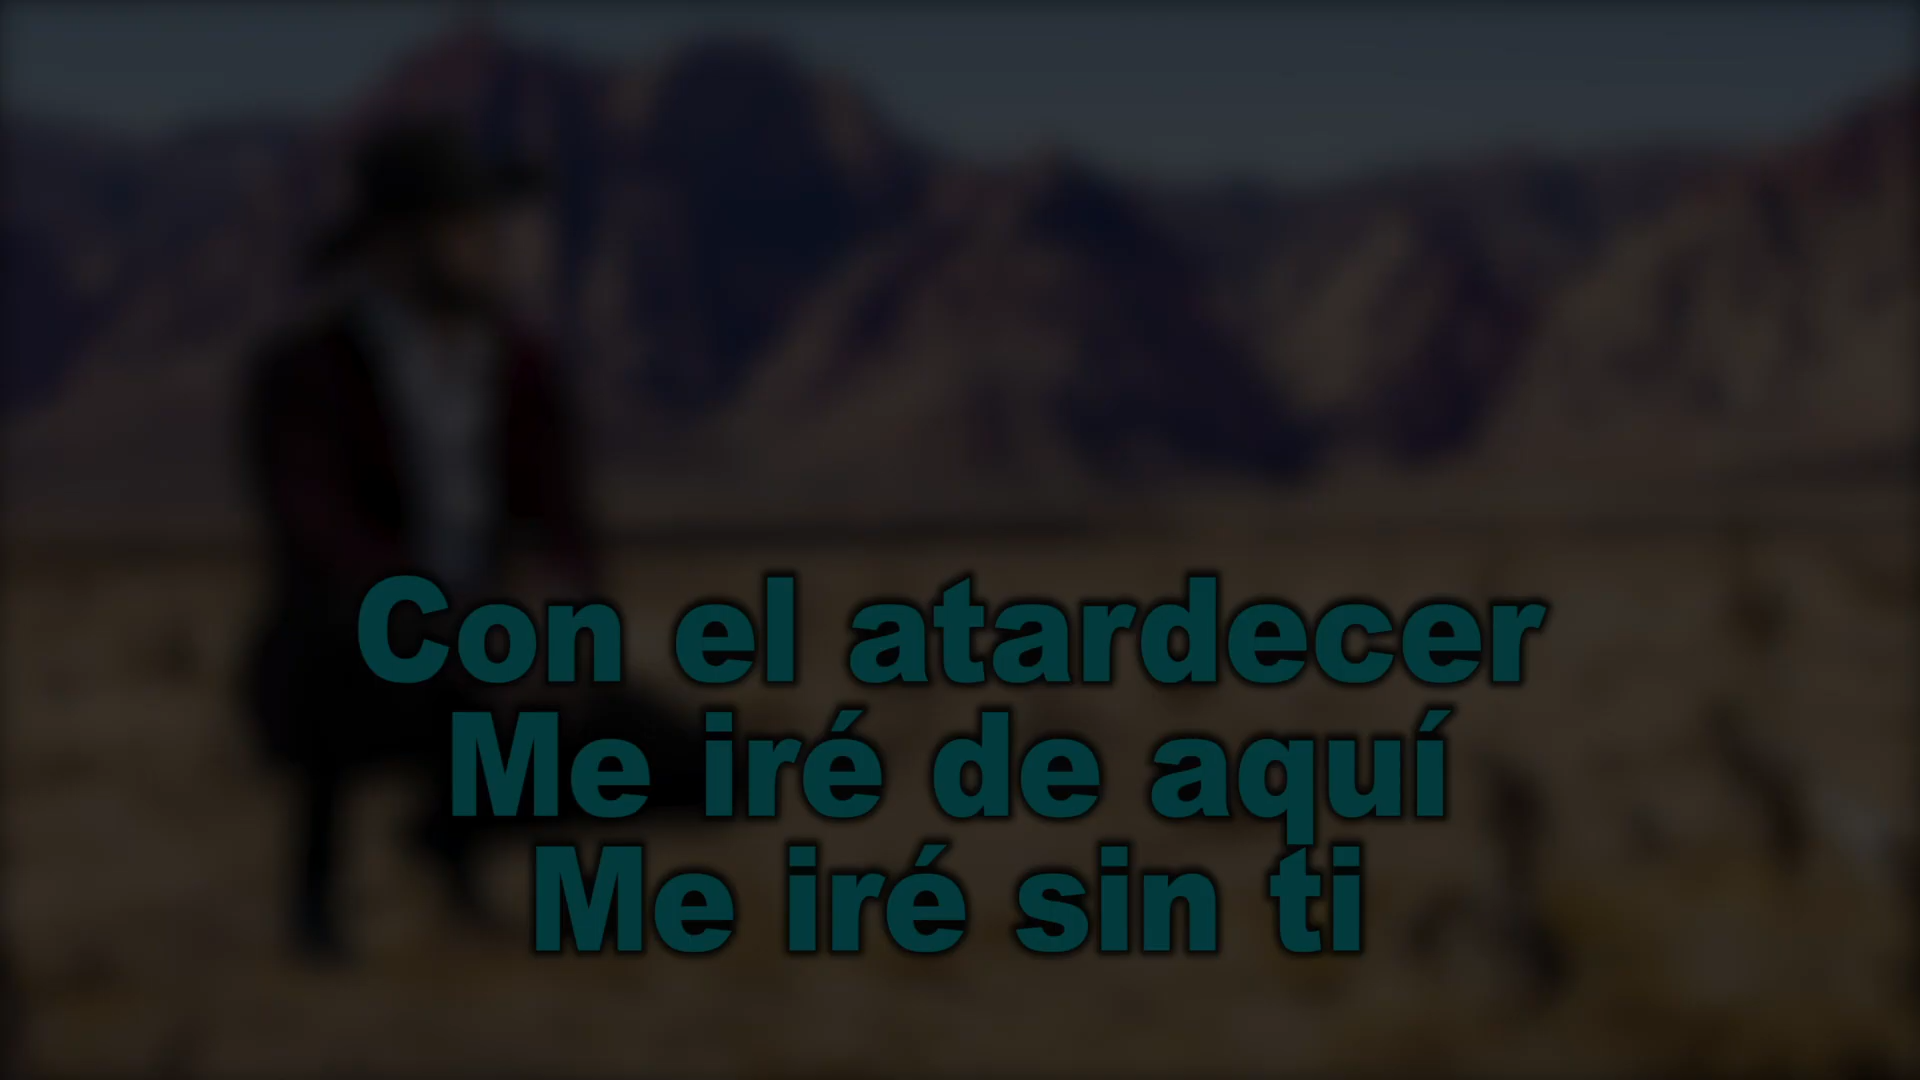 Con el atardecer
Me iré de aquí
Me iré sin ti